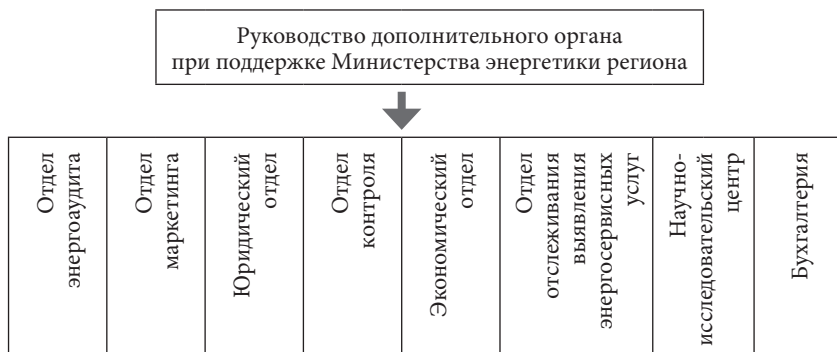 Руководство дополнительного органа
при поддержке Министерства энергетики региона
Отдел
энергоаудита
Отдел
маркетинга
Юридический
отдел
Отдел
контроля
Экономический
отдел
Отдел
отслеживания
выявления
энергосервисных
услуг
Научно-
исследовательский
центр
Бухгалтерия